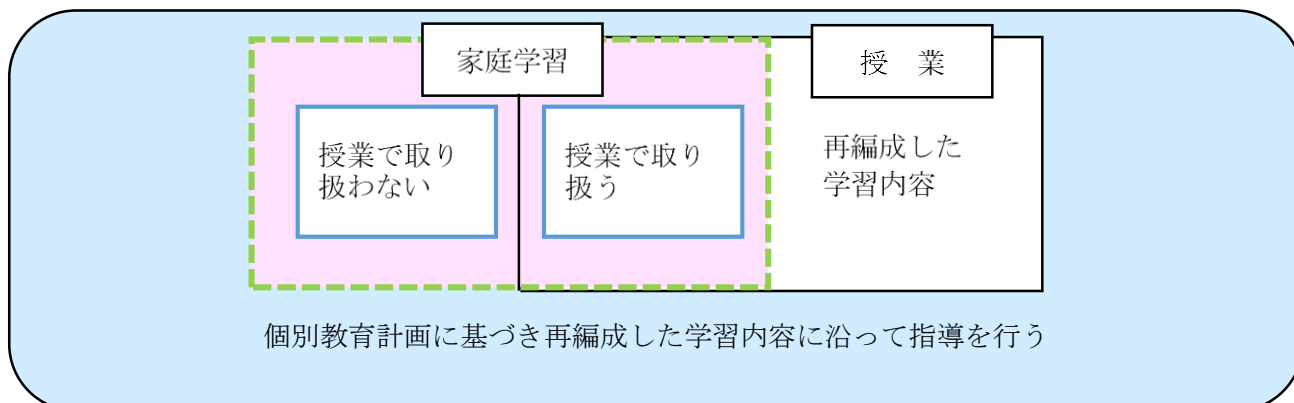 家庭学習
授　業
授業で取り
扱わない
授業で取り
扱う
再編成した
学習内容
個別教育計画に基づき再編成した学習内容に沿って指導を行う